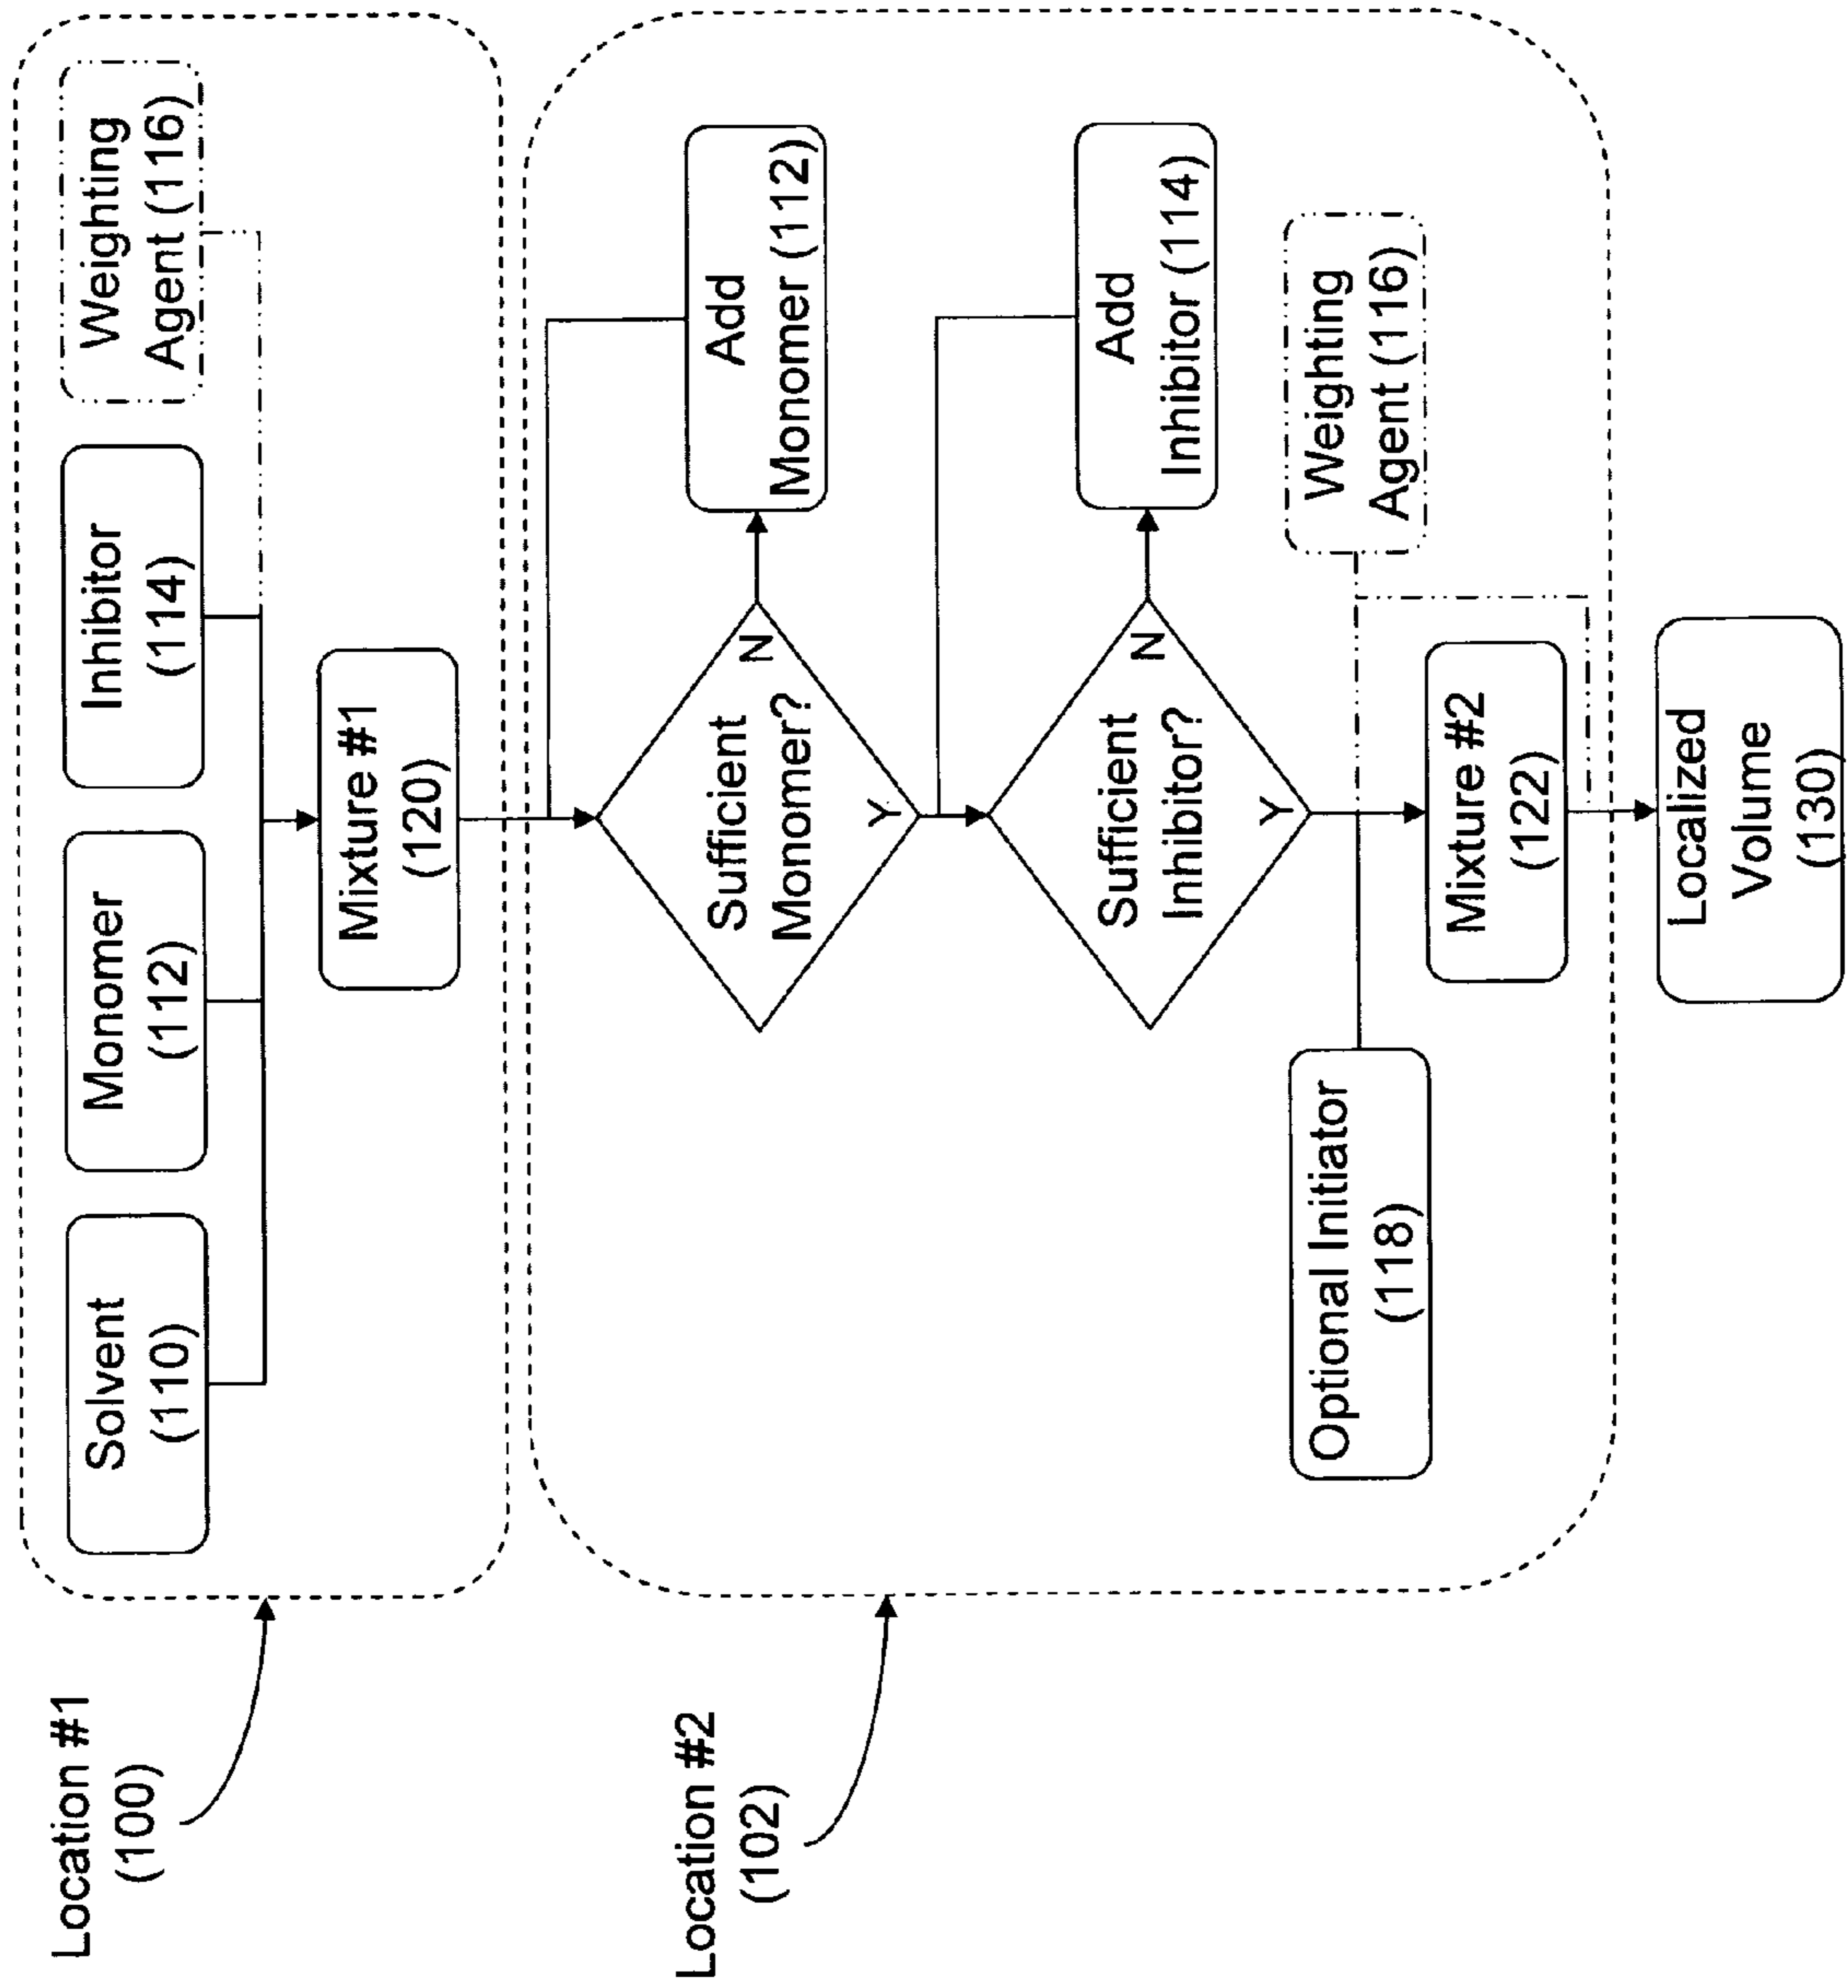 Location #1
(100)
Solvent
(110)
Monomer
(112)
Inhibitor
(114)
Weighting
Agent (116)
Mixture #1
(120)
Location #2
(102)
Sufficient
Monomer?
N
Y
Add
Monomer (112)
Sufficient
Inhibitor?
N
Y
Add
Inhibitor (114)
Optional Initiator
(118)
Weighting
Agent (116)
Mixture #2
(122)
Localized
Volume
(130)